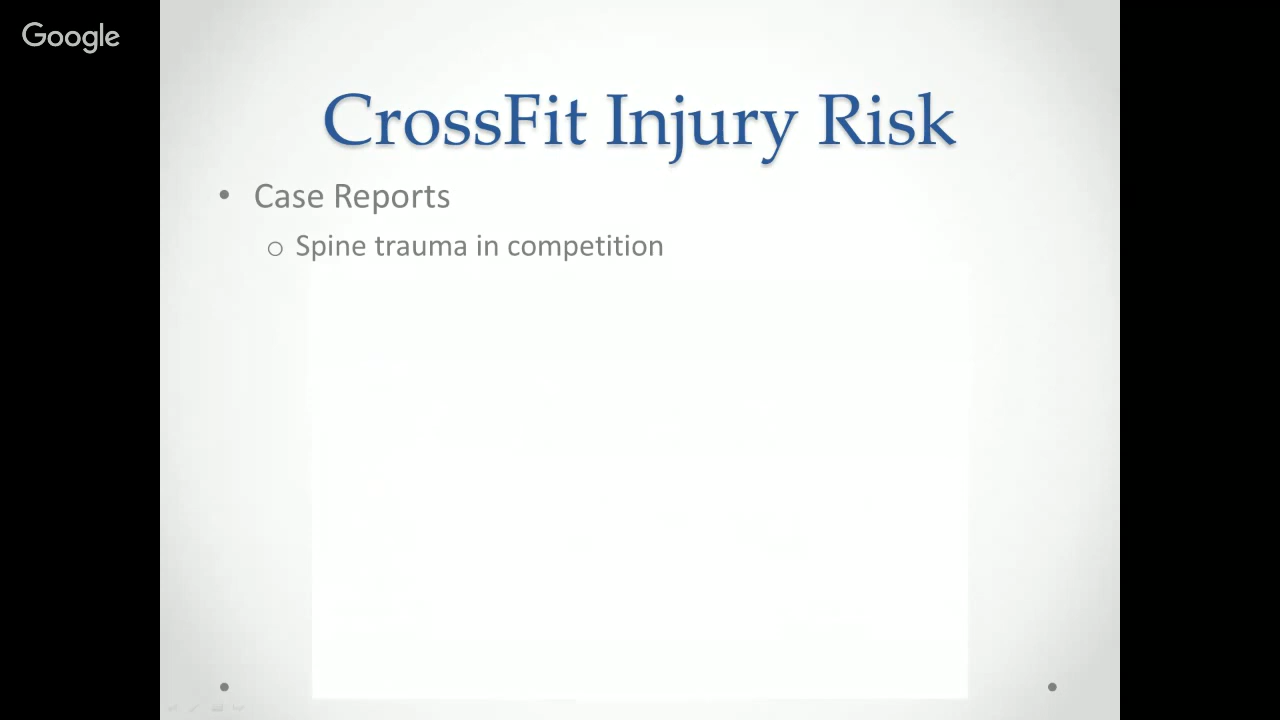 Google
CrossFit Injury Risk
• Case Reports
o Spine trauma in competition